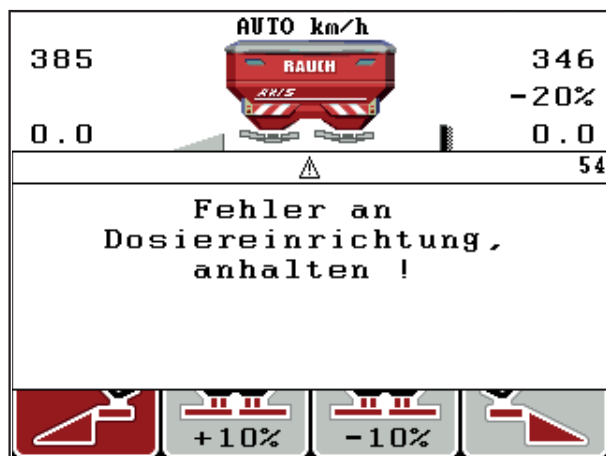 AUTO km/h
385
346
RAUCH
-20%
AXIS
0.0
0.0
54
Fehler an
Dosiereinrichtung,
anhalten !
+10%
-10%